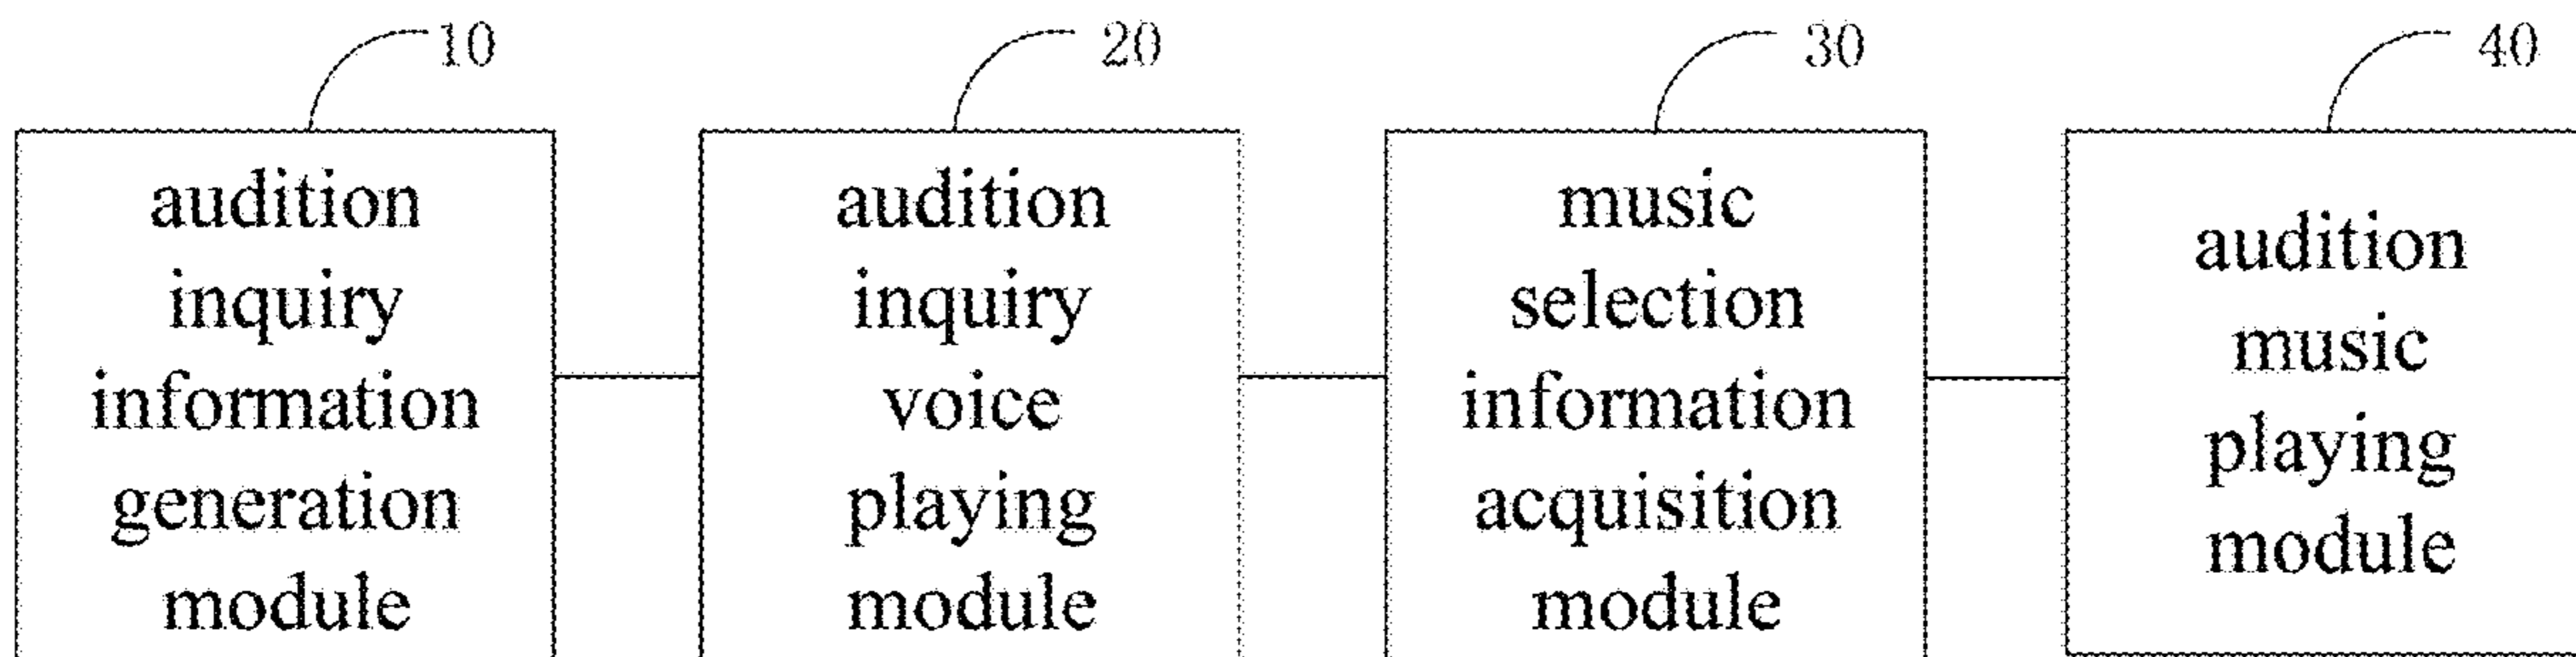 10
20
30
40
audition
inquiry
information
generation
module
audition
inquiry
voice
playing
module
music
selection
information
acquisition
module
audition
music
playing
module